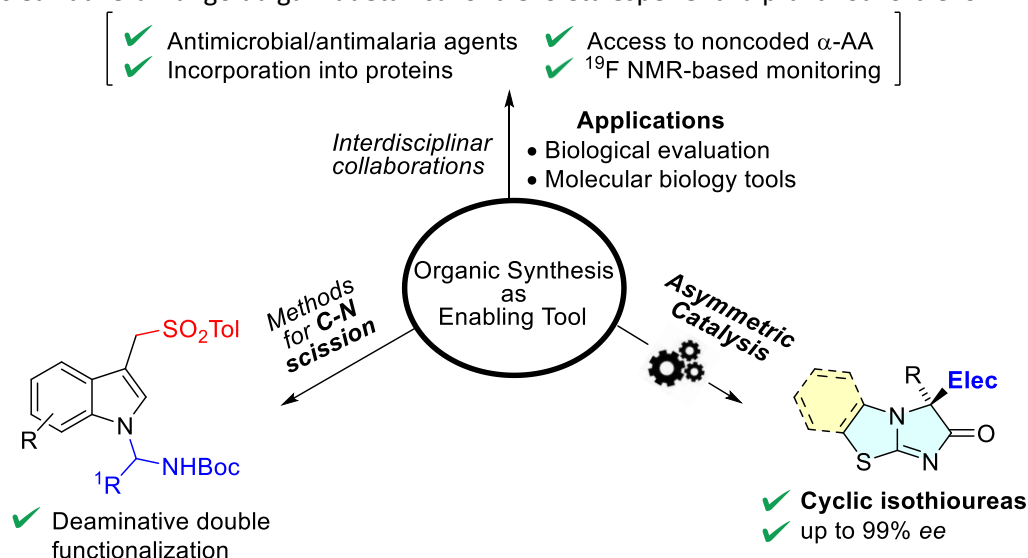 Antimicrobial/antimalaria agents
Incorporation into proteins
Access to noncoded α-AA
¹⁹F NMR-based monitoring
Interdisciplinar
collaborations
Applications
• Biological evaluation
• Molecular biology tools
Organic Synthesis
as
Enabling Tool
Methods
for C-N
scission
Asymmetric
Catalysis
SO₂Tol
N
R
¹R
NHBoc
Deaminative double
functionalization
R
Elec
N
O
S
N
Cyclic isothioureas
up to 99% ee